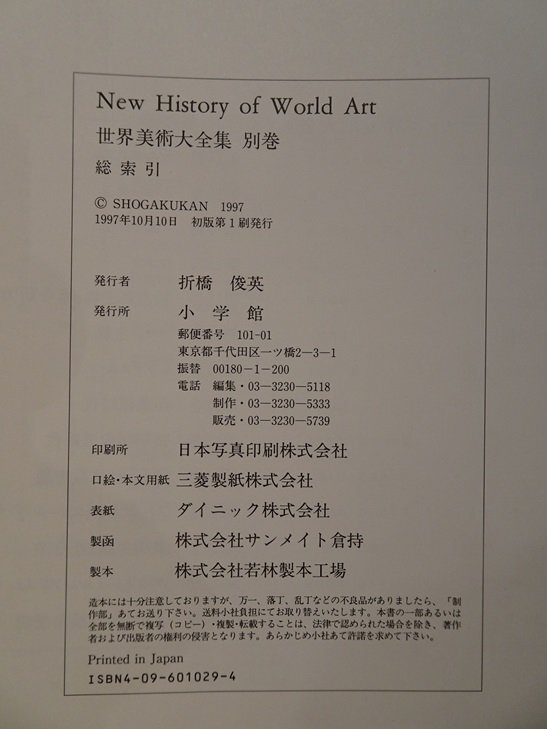 New History of World Art
世界美術大全集 別巻
総索引
© SHOGAKUKAN 1997
1997年10月10日 初版第1刷発行
発行者 折橋 俊英
発行所 小学館
郵便番号 101-01
東京都千代田区一ツ橋2-3-1
振替 00180-1-200
電話 編集・03-3230-5118
制作・03-3230-5333
販売・03-3230-5739
印刷所 日本写真印刷株式会社
口絵・本文用紙 三菱製紙株式会社
表紙 ダイニック株式会社
製函 株式会社サンメイト倉持
製本 株式会社若林製本工場
造本には十分注意しておりますが、万一、落丁、乱丁などの不良品がありましたら、「制
作部」あてお送り下さい。送料小社負担にてお取り替えいたします。本書の一部あるいは
全部を無断で複写（コピー）・複製・転載することは、法律で認められた場合を除き、著作
者および出版者の権利の侵害となります。あらかじめ小社あて許諾を求めて下さい。
Printed in Japan
ISBN4-09-601029-4